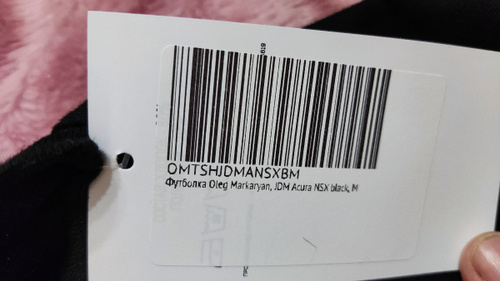 OMTSHJDMANSXBM
Футболка Oleg Markaryan, JDM Acura NSX black, M